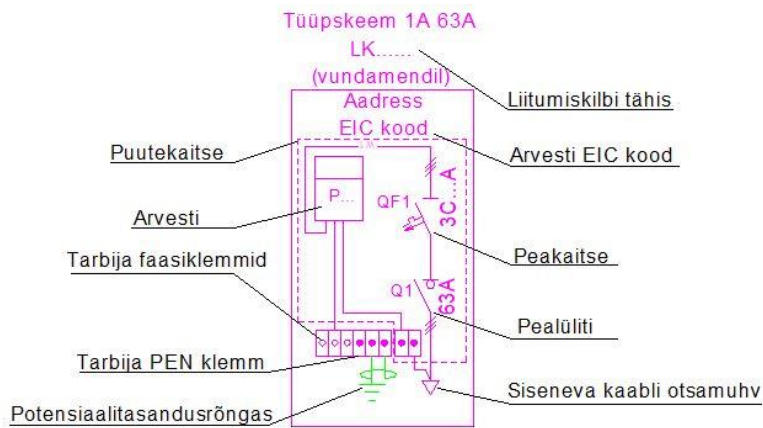 Tüüpskeem 1A 63A
LK......
(vundamendil)
Aadress
EIC kood
Liitumiskilbi tähis
Puutekaitse
Arvesti EIC kood
P...
QF1
3C...A
Arvesti
Peakaitse
Tarbija faasiklemmid
Q1
63A
Pealüliti
Tarbija PEN klemm
Siseneva kaabli otsamuhv
Potensiaalitasandusrõngas